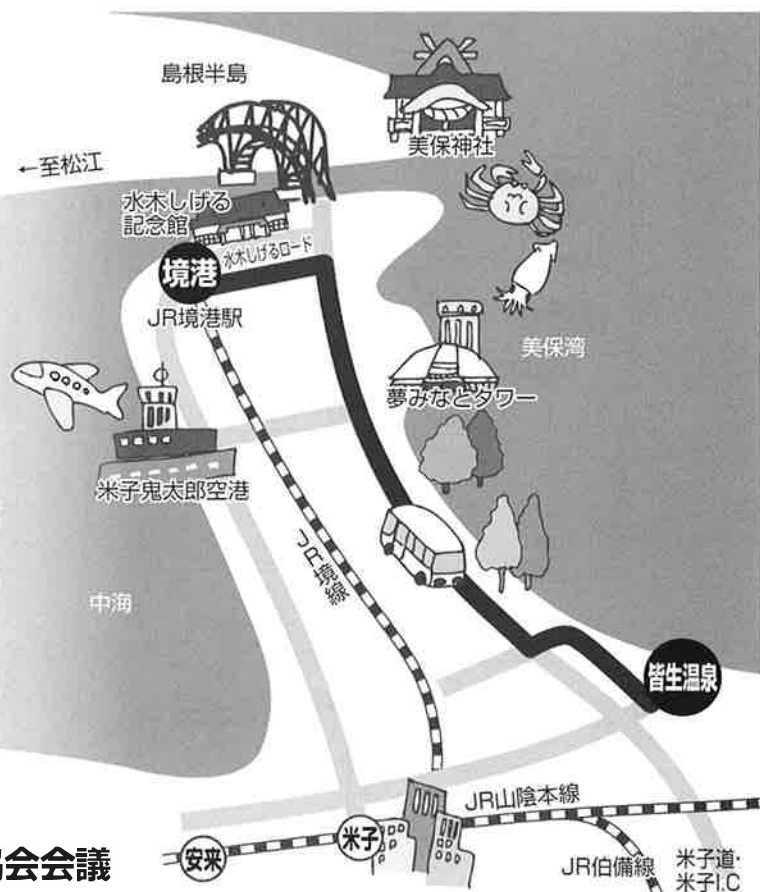 島根半島
美保神社
←至松江
水木しげる
記念館
水木しげるロード
境港
JR境港駅
美保湾
夢みなとタワー
米子鬼太郎空港
JR境線
中海
皆生温泉
JR山陰本線
米子
安来
JR伯備線
米子道・
米子I.C
会会議